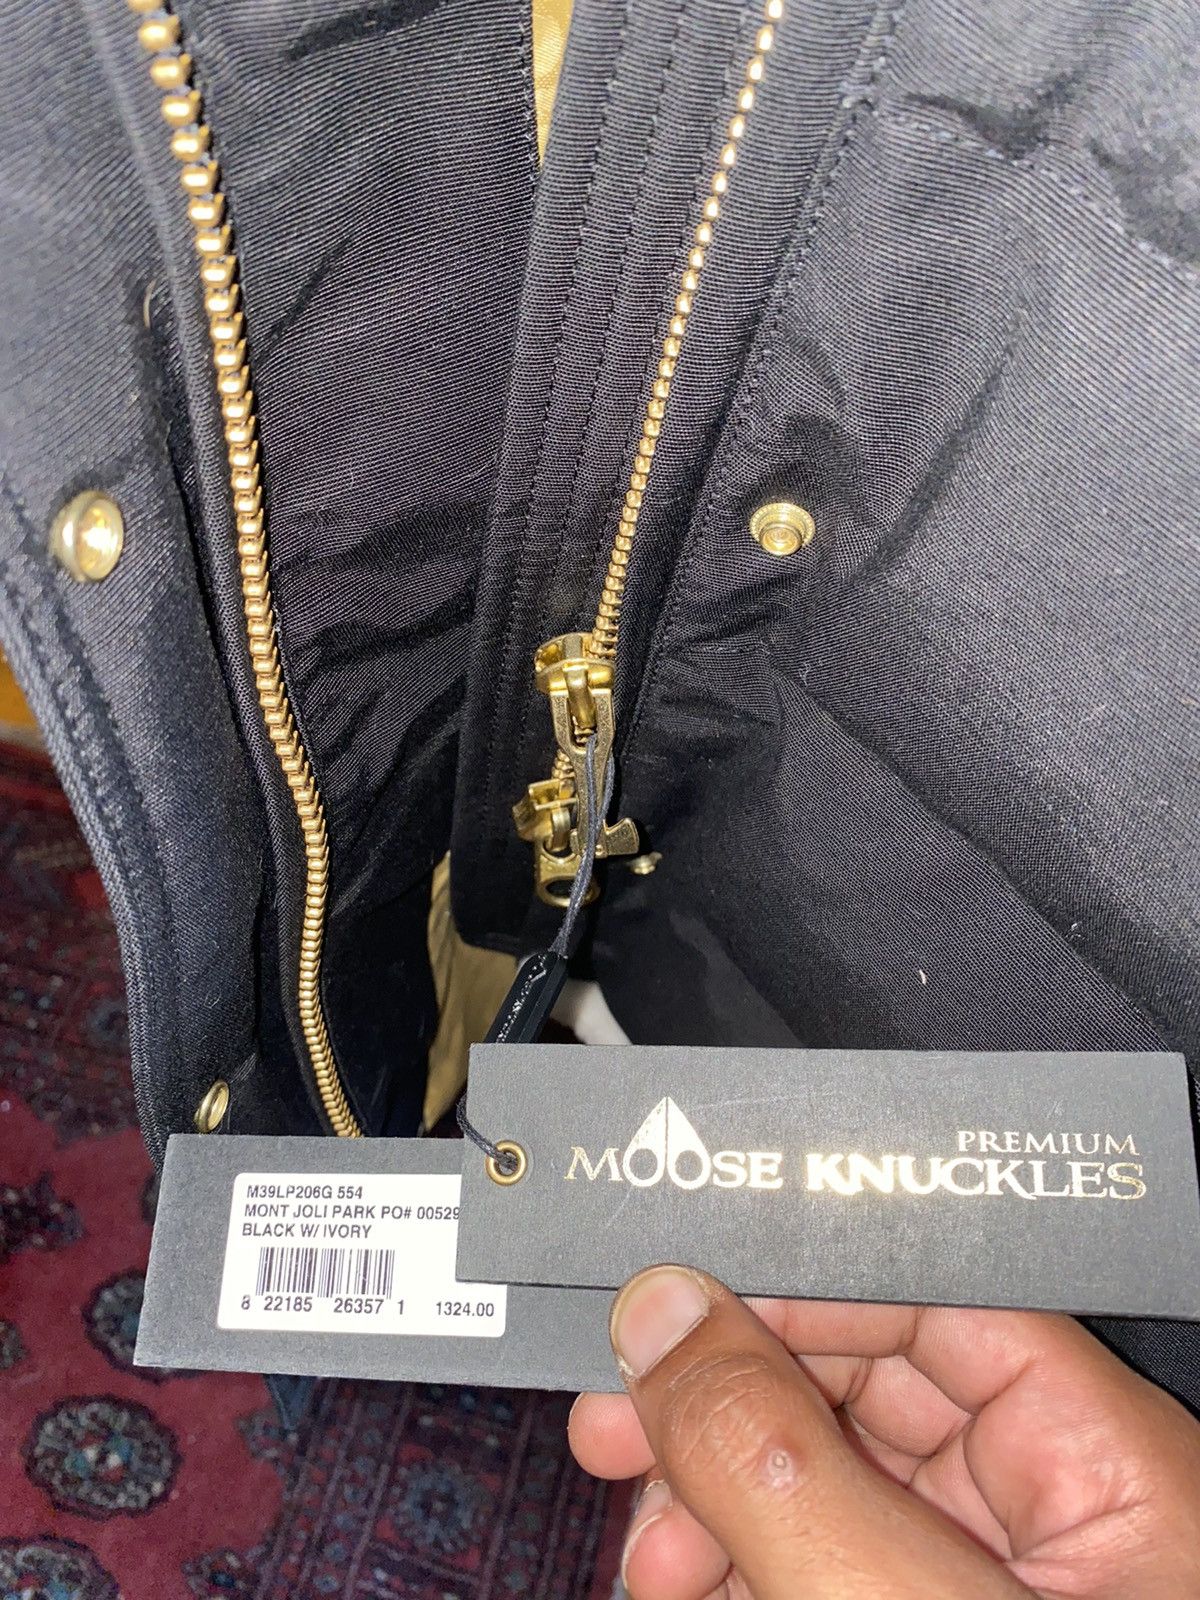 PREMIUM
MOOSE KNUCKLES
M39LP206G 554
MONT JOLI PARK PO# 00529
BLACK W/ IVORY
8 22185 26357 1 1324.00